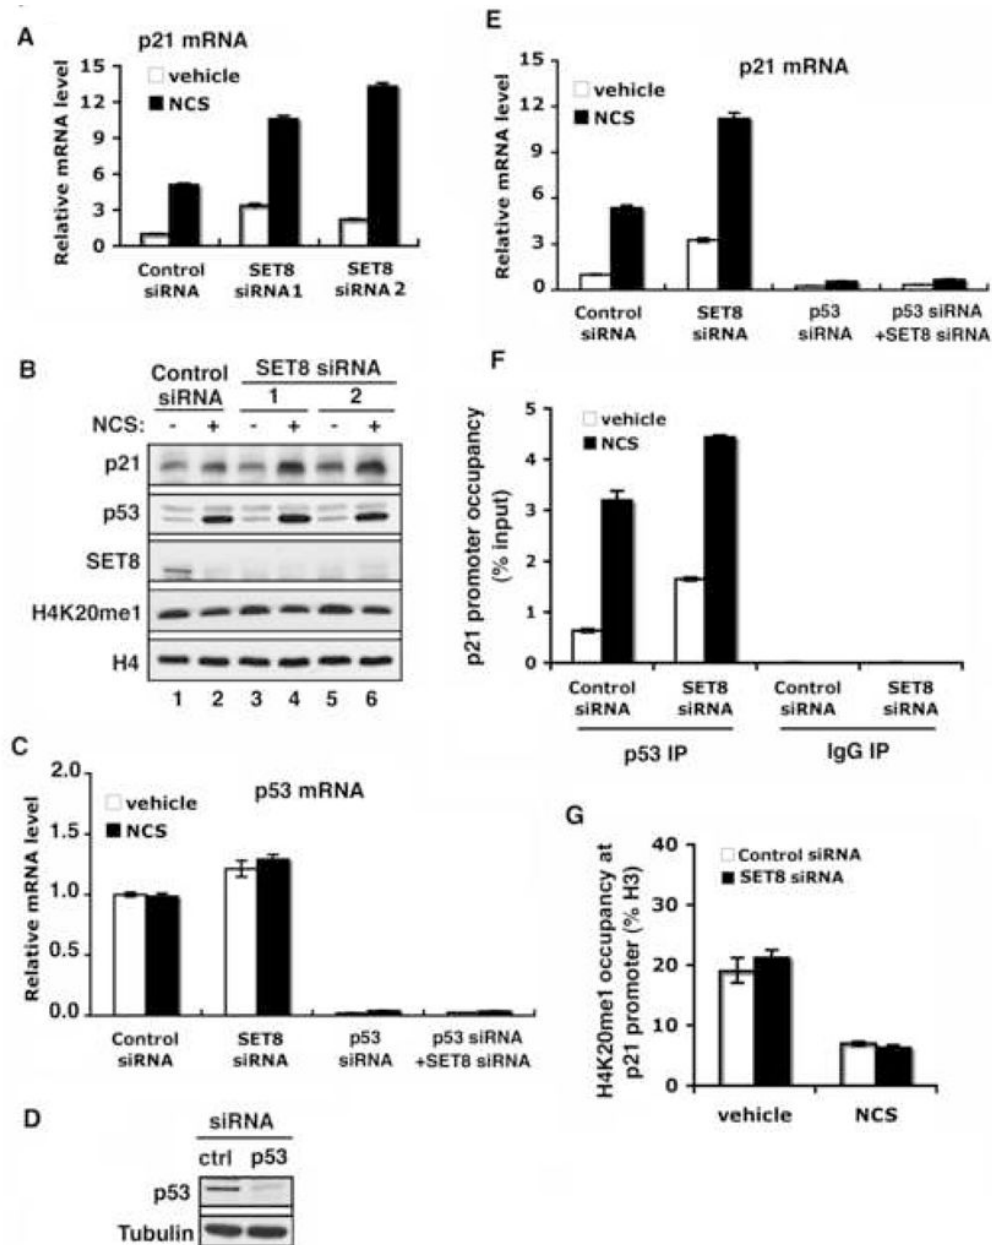 A
p21 mRNA
Relative mRNA level
15
12
9
6
3
0
vehicle
NCS
Control siRNA
SET8 siRNA1
SET8 siRNA2
B
Control siRNA
SET8 siRNA
1
2
NCS: - + - + - +
p21
p53
SET8
H4K20me1
H4
1 2 3 4 5 6
C
p53 mRNA
Relative mRNA level
2.0
1.5
1.0
0.5
0.0
vehicle
NCS
Control siRNA
SET8 siRNA
p53 siRNA
p53 siRNA +SET8 siRNA
D
siRNA
ctrl p53
p53
Tubulin
E
p21 mRNA
Relative mRNA level
15
12
9
6
3
0
vehicle
NCS
Control siRNA
SET8 siRNA
p53 siRNA
p53 siRNA +SET8 siRNA
F
p21 promoter occupancy (% input)
5
4
3
2
1
0
vehicle
NCS
Control siRNA
SET8 siRNA
Control siRNA
SET8 siRNA
p53 IP
IgG IP
G
H4K20me1 occupancy at p21 promoter (% H3)
40
30
20
10
0
Control siRNA
SET8 siRNA
vehicle
NCS